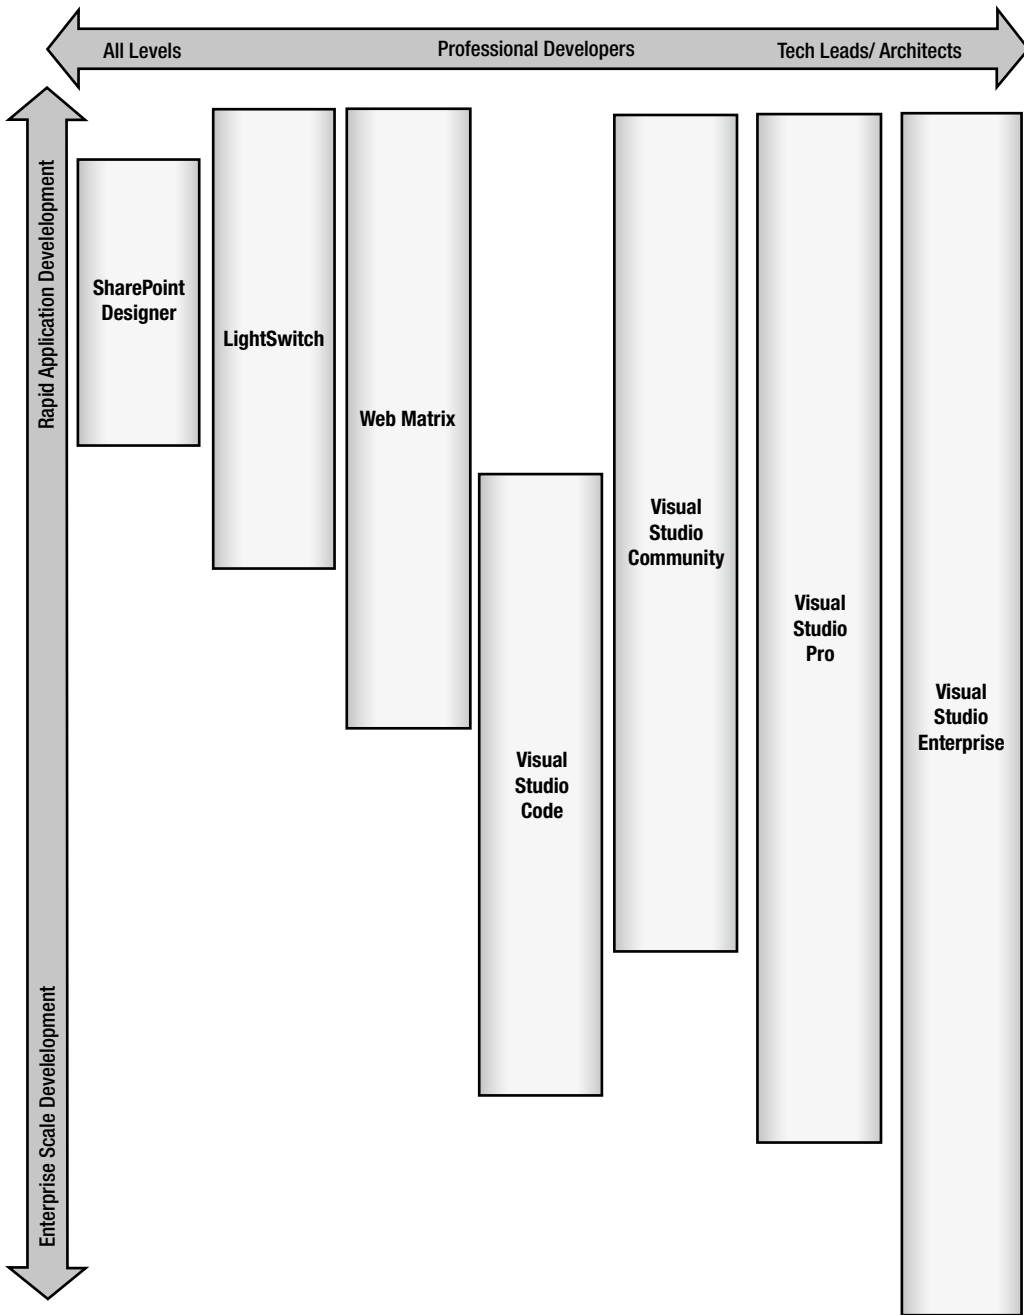 All Levels
Professional Developers
Tech Leads/ Architects
Rapid Application Develelopment
Enterprise Scale Develelopment
SharePoint
Designer
LightSwitch
Web Matrix
Visual
Studio
Code
Visual
Studio
Community
Visual
Studio
Pro
Visual
Studio
Enterprise